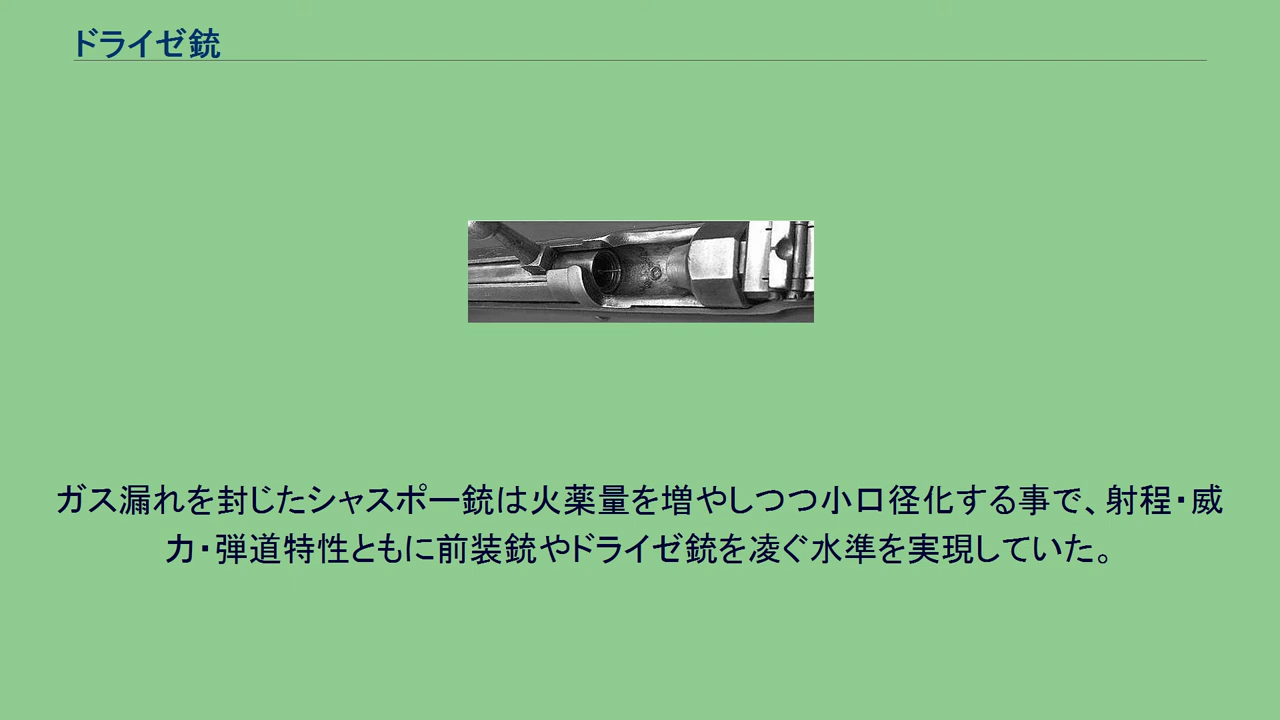 ドライゼ銃
ガス漏れを封じたシャスポー銃は火薬量を増やしつつ小口径化する事で、射程・威
力・弾道特性ともに前装銃やドライゼ銃を凌ぐ水準を実現していた。